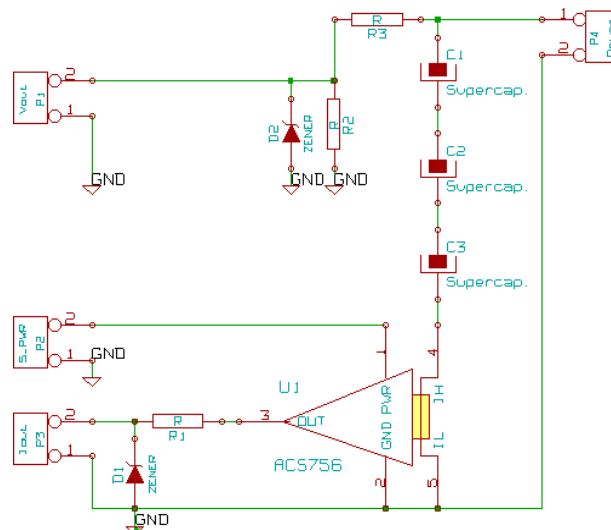 R
R3
1
2
P4
C1
Supercap.
C2
Supercap.
C3
Supercap.
Vout
P1
2
1
GND
D2
ZENER
R
R2
GND
GND
S_PWR
P2
2
1
GND
U1
1
4
IH
PWR
OUT
3
GND
IL
ACS756
2
5
Iout
P3
2
1
R
R1
D1
ZENER
GND